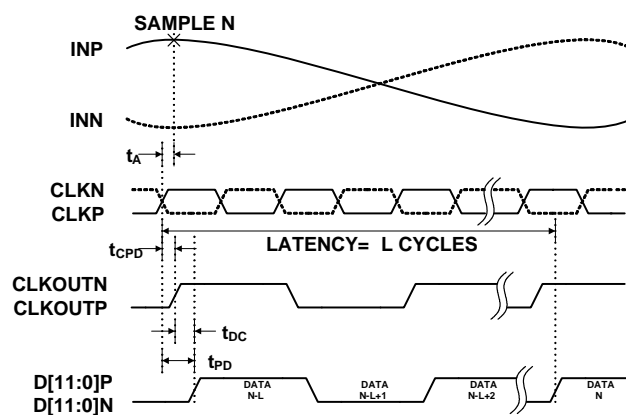 SAMPLE N
INP
INN
tA
CLKN
CLKP
LATENCY= L CYCLES
tCPD
CLKOUTN
CLKOUTP
tDC
tPD
D[11:0]P
D[11:0]N
DATA
N-L
DATA
N-L+1
DATA
N-L+2
DATA
N